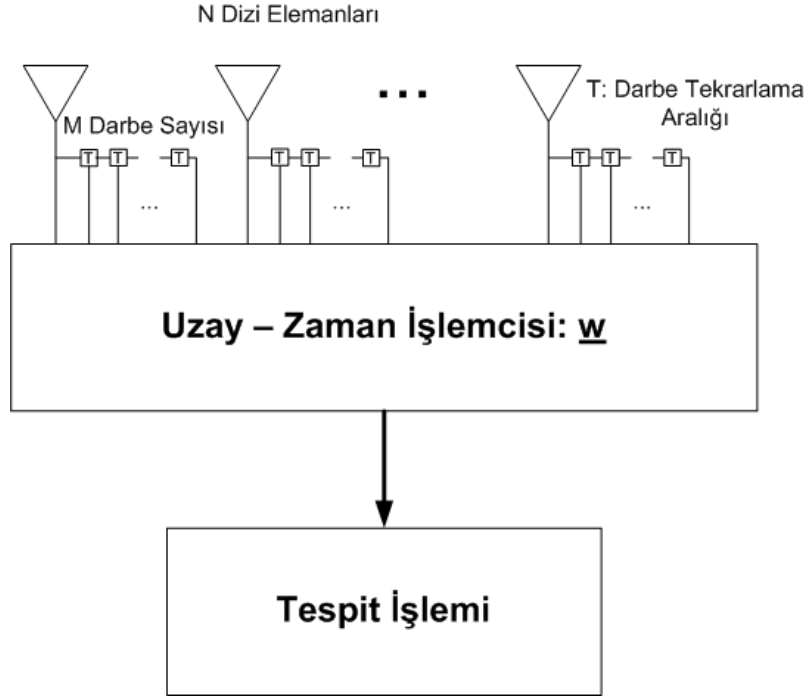 N Dizi Elemanları
...
T: Darbe Tekrarlama
Aralığı
M Darbe Sayısı
T T T T T T T T T
... ... ...
Uzay – Zaman İşlemcisi: w
Tespit İşlemi